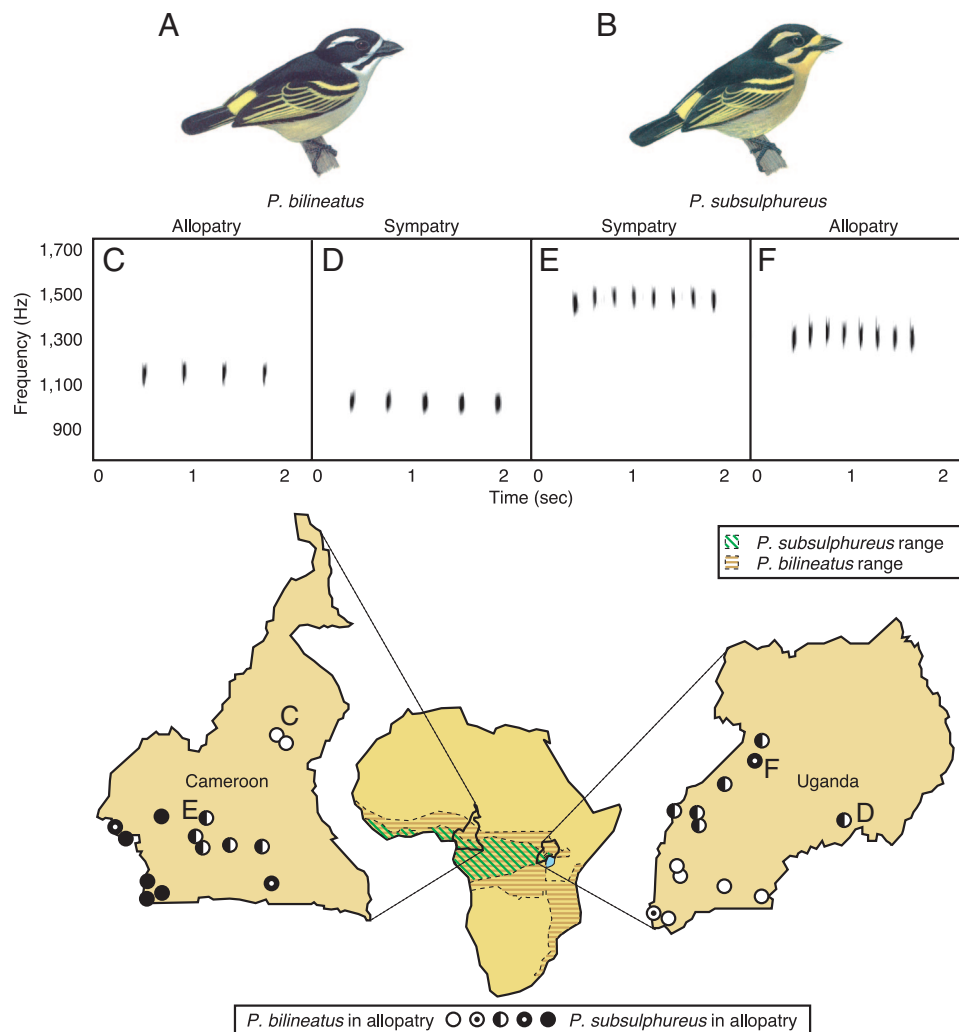 A
B
P. bilineatus
P. subsulphureus
Allopatry
Sympatry
Sympatry
Allopatry
C
D
E
F
Frequency (Hz)
1,700
1,500
1,300
1,100
900
0 1 2 0 1 2 0 1 2 0 1 2
Time (sec)
P. subsulphureus range
P. bilineatus range
C
Cameroon
E
F
Uganda
D
P. bilineatus in allopatry
P. subsulphureus in allopatry